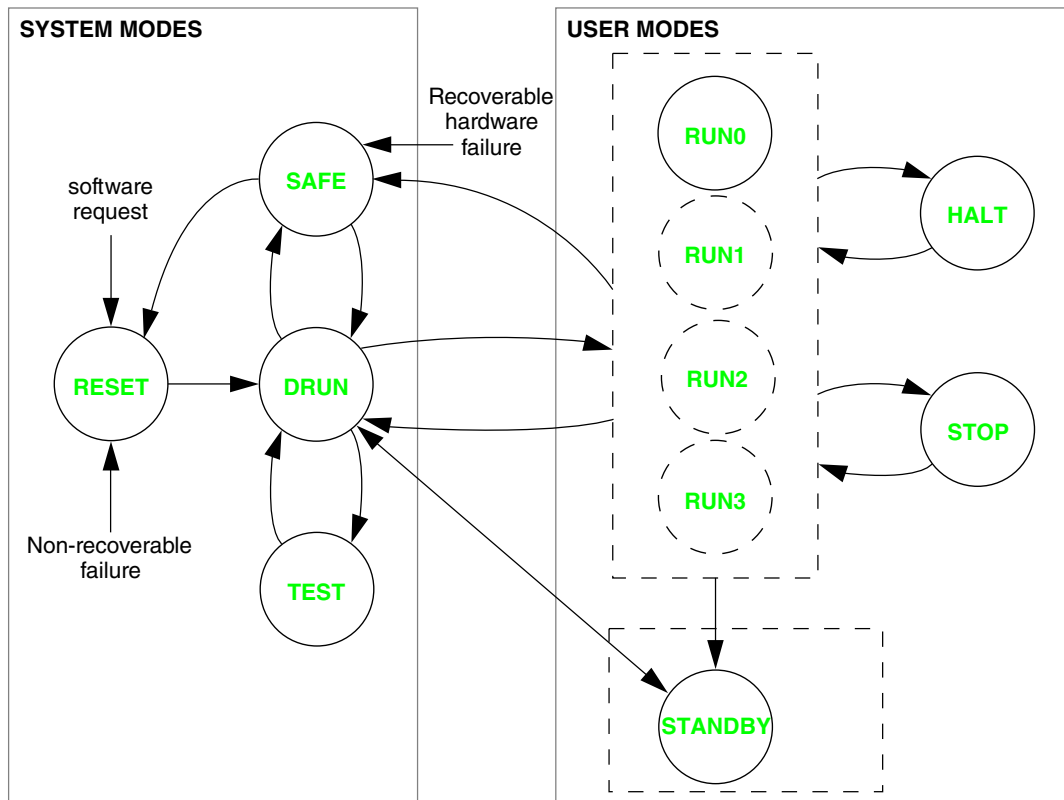 SYSTEM MODES
USER MODES
Recoverable
hardware
failure
SAFE
software
request
RESET
DRUN
Non-recoverable
failure
TEST
RUN0
RUN1
RUN2
RUN3
HALT
STOP
STANDBY